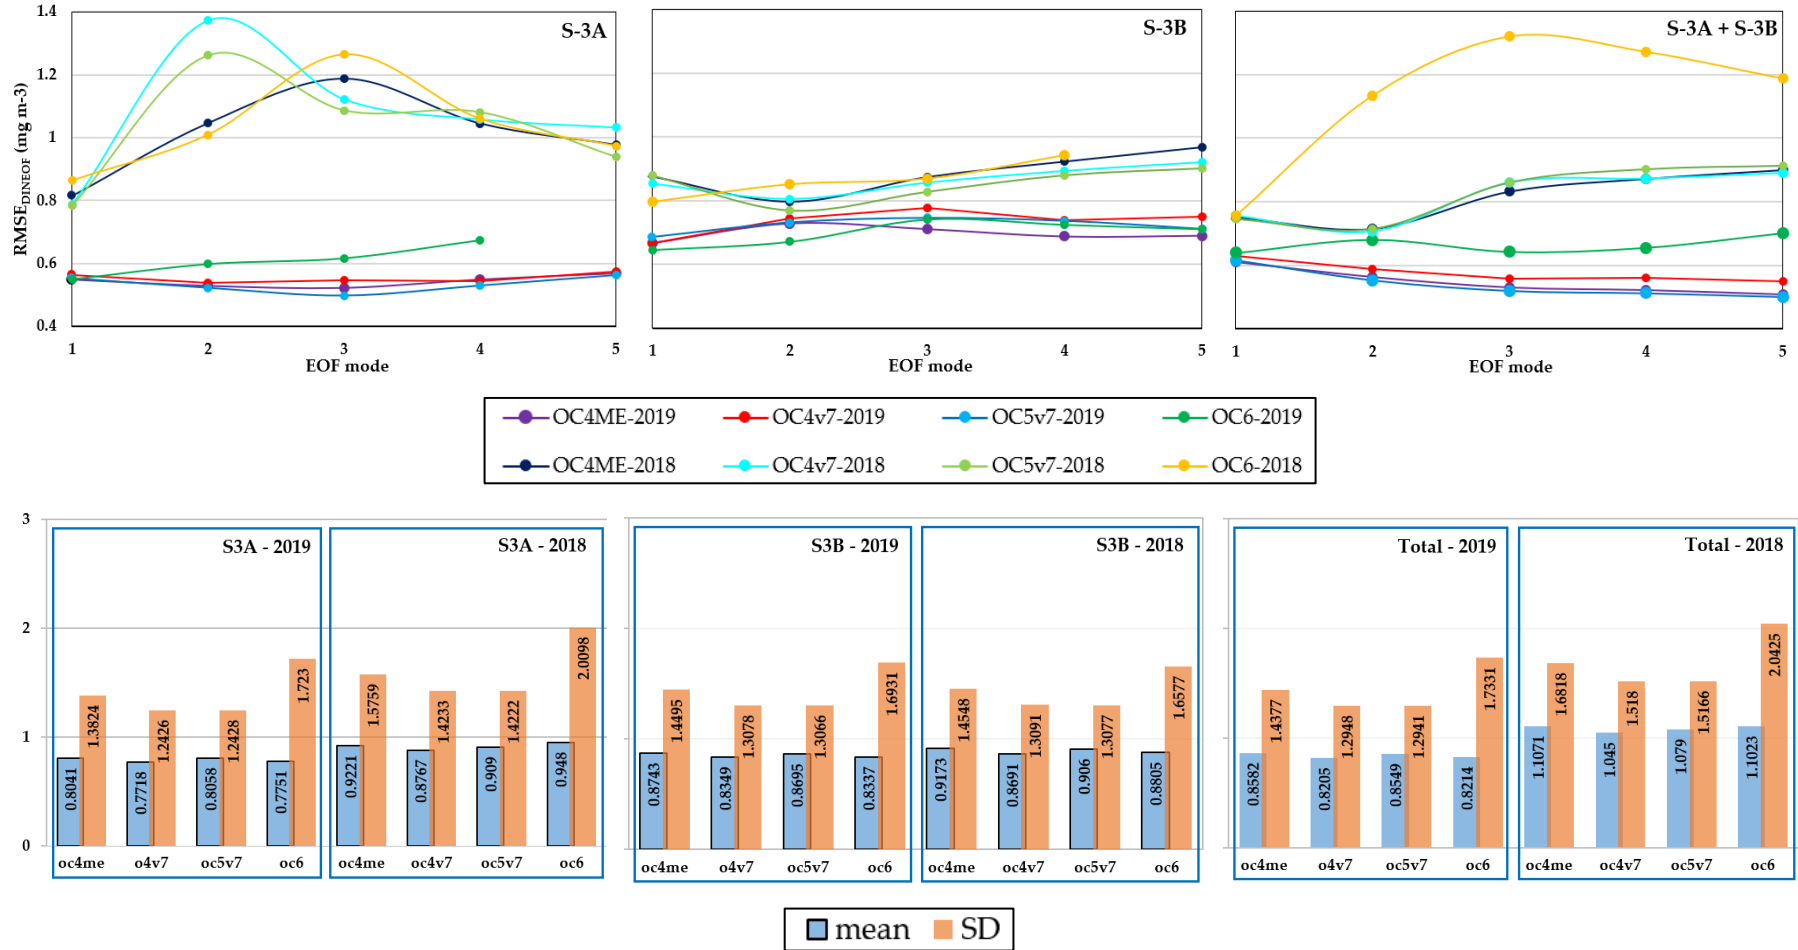 S-3A
S-3B
S-3A + S-3B
RMSE_DINEOF (mg m-3)
1.4
1.2
1
0.8
0.6
0.4
1 2 3 4 5
EOF mode
1 2 3 4 5
EOF mode
1 2 3 4 5
EOF mode
OC4ME-2019 OC4v7-2019 OC5v7-2019 OC6-2019
OC4ME-2018 OC4v7-2018 OC5v7-2018 OC6-2018
3
2
1
0
S3A - 2019
0.8041 1.3824 0.7718 1.2426 0.8058 1.2428 0.7751 1.723
oc4me o4v7 oc5v7 oc6
S3A - 2018
0.9221 1.5759 0.8767 1.4233 0.909 1.4222 0.948 2.0098
oc4me oc4v7 oc5v7 oc6
S3B - 2019
0.8743 1.4495 0.8349 1.3078 0.8695 1.3066 0.8337 1.6931
oc4me o4v7 oc5v7 oc6
S3B - 2018
0.9173 1.4548 0.8691 1.3091 0.906 1.3077 0.8805 1.6577
oc4me oc4v7 oc5v7 oc6
Total - 2019
0.8582 1.4377 0.8205 1.2948 0.8549 1.2941 0.8214 1.7331
oc4me o4v7 oc5v7 oc6
Total - 2018
1.1071 1.6818 1.045 1.518 1.079 1.5166 1.1023 2.0425
oc4me oc4v7 oc5v7 oc6
mean SD